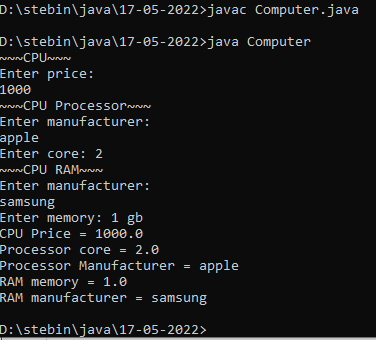 D:\stebin\java\17-05-2022>javac Computer.java
D:\stebin\java\17-05-2022>java Computer
~~~CPU~~~
Enter price:
1000
~~~CPU Processor~~~
Enter manufacturer:
apple
Enter core: 2
~~~CPU RAM~~~
Enter manufacturer:
samsung
Enter memory: 1 gb
CPU Price = 1000.0
Processor core = 2.0
Processor Manufacturer = apple
RAM memory = 1.0
RAM manufacturer = samsung
D:\stebin\java\17-05-2022>